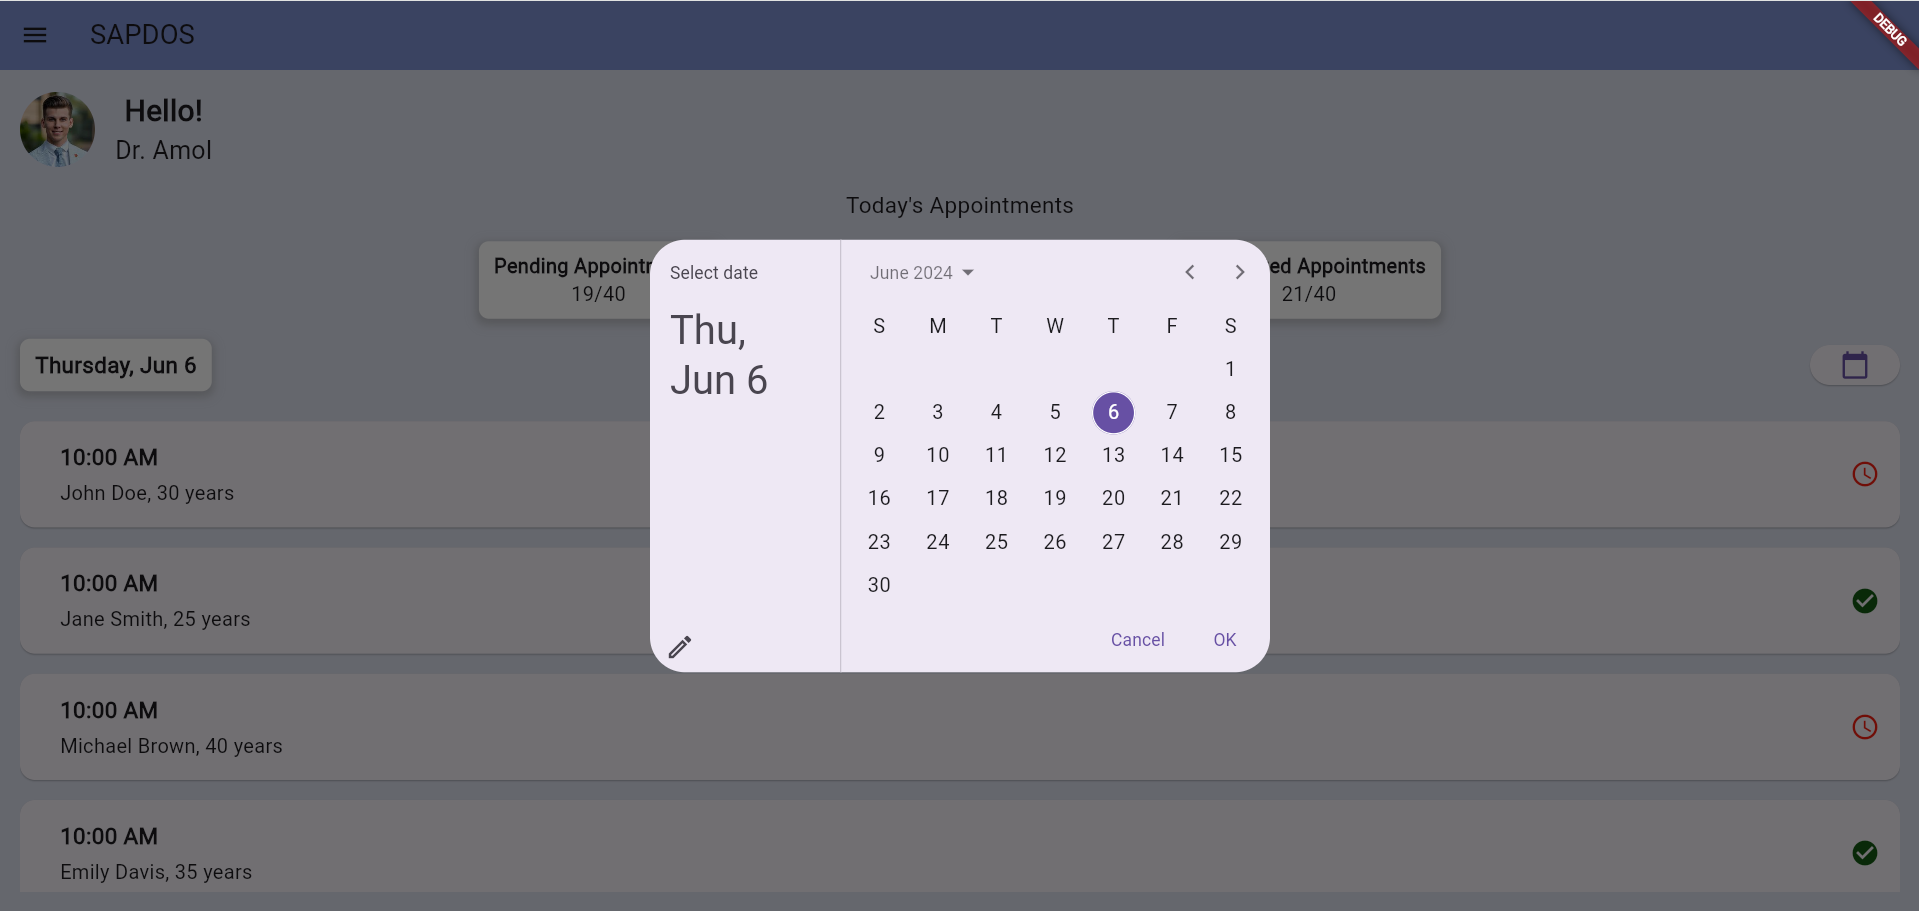 SAPDOS
DEBUG
Hello!
Dr. Amol
Today's Appointments
Pending Appoint
19/40
ed Appointments
21/40
Thursday, Jun 6
Select date
Thu,
Jun 6
June 2024
S M T W T F S
1
2 3 4 5 6 7 8
9 10 11 12 13 14 15
16 17 18 19 20 21 22
23 24 25 26 27 28 29
30
Cancel OK
10:00 AM
John Doe, 30 years
10:00 AM
Jane Smith, 25 years
10:00 AM
Michael Brown, 40 years
10:00 AM
Emily Davis, 35 years